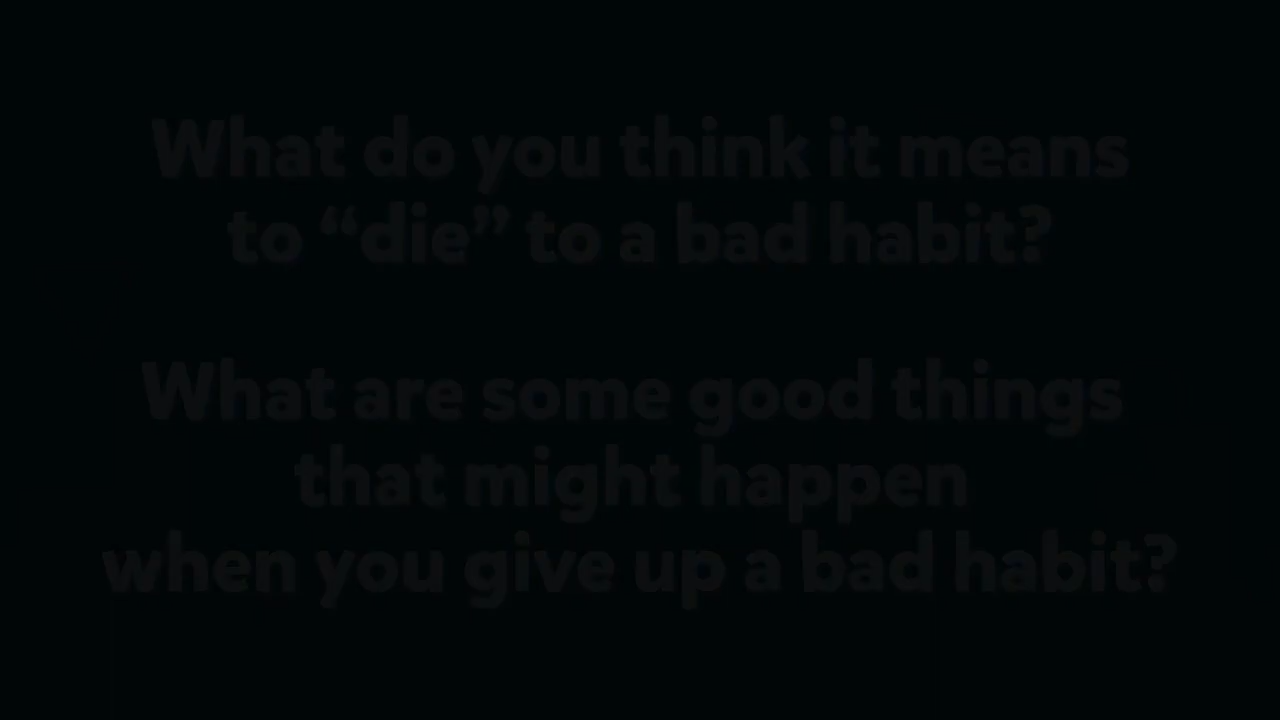 What do you think it means
to “die” to a bad habit?
What are some good things
that might happen
when you give up a bad habit?